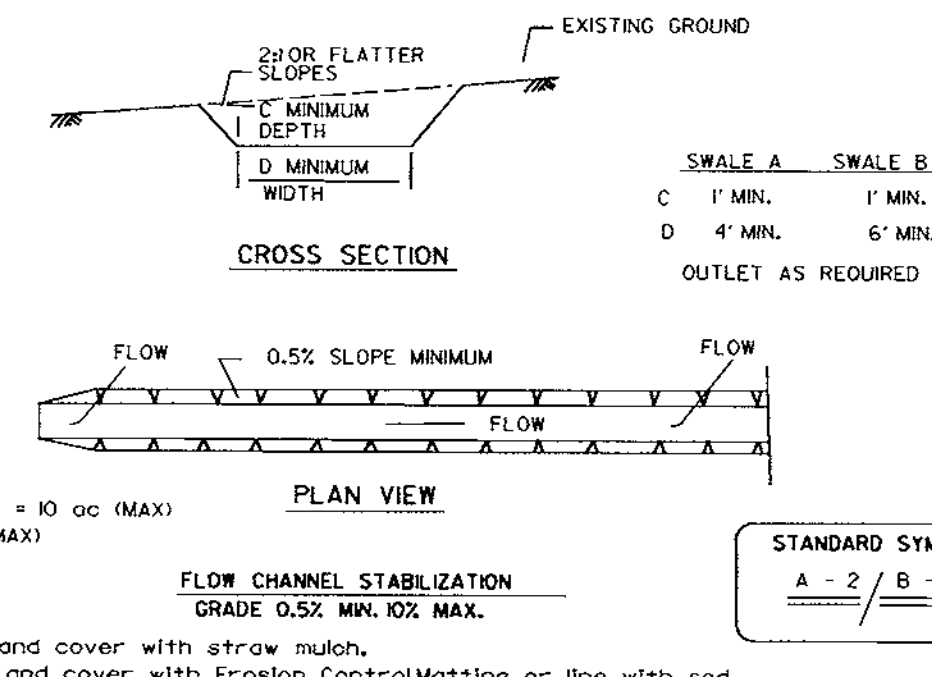 EXISTING GROUND
2:1 OR FLATTER
SLOPES
C MINIMUM
DEPTH
D MINIMUM
WIDTH
CROSS SECTION
SWALE A SWALE B
C 1' MIN. 1' MIN.
D 4' MIN. 6' MIN.
OUTLET AS REQUIRED
FLOW 0.5% SLOPE MINIMUM FLOW
FLOW
PLAN VIEW
= 10 ac (MAX)
MAX)
STANDARD SYM
A - 2 / B -
FLOW CHANNEL STABILIZATION
GRADE 0.5% MIN. 10% MAX.
and cover with straw mulch.
and cover with Erosion Control Matting or line with sod